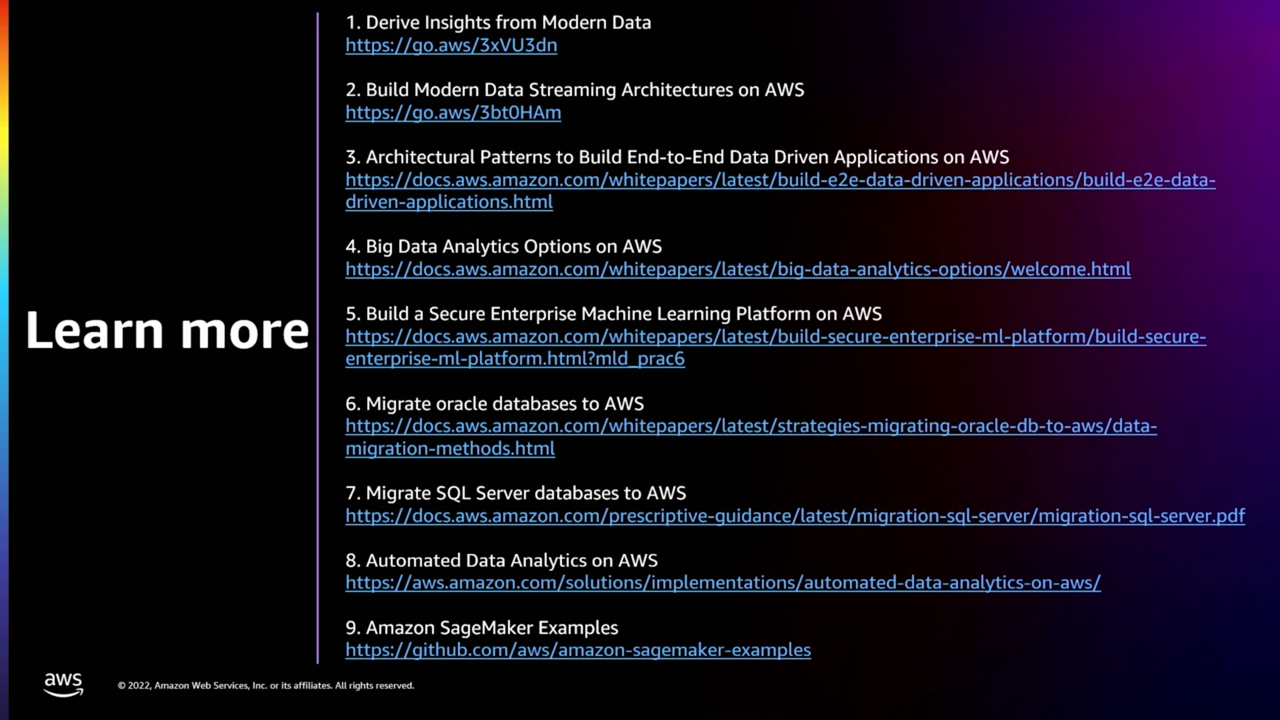 Learn more
1. Derive Insights from Modern Data
https://go.aws/3xVU3dn
2. Build Modern Data Streaming Architectures on AWS
https://go.aws/3bt0HAm
3. Architectural Patterns to Build End-to-End Data Driven Applications on AWS
https://docs.aws.amazon.com/whitepapers/latest/build-e2e-data-driven-applications/build-e2e-data-
driven-applications.html
4. Big Data Analytics Options on AWS
https://docs.aws.amazon.com/whitepapers/latest/big-data-analytics-options/welcome.html
5. Build a Secure Enterprise Machine Learning Platform on AWS
https://docs.aws.amazon.com/whitepapers/latest/build-secure-enterprise-ml-platform/build-secure-
enterprise-ml-platform.html?mld_prac6
6. Migrate oracle databases to AWS
https://docs.aws.amazon.com/whitepapers/latest/strategies-migrating-oracle-db-to-aws/data-
migration-methods.html
7. Migrate SQL Server databases to AWS
https://docs.aws.amazon.com/prescriptive-guidance/latest/migration-sql-server/migration-sql-server.pdf
8. Automated Data Analytics on AWS
https://aws.amazon.com/solutions/implementations/automated-data-analytics-on-aws/
9. Amazon SageMaker Examples
https://github.com/aws/amazon-sagemaker-examples
aws
© 2022, Amazon Web Services, Inc. or its affiliates. All rights reserved.